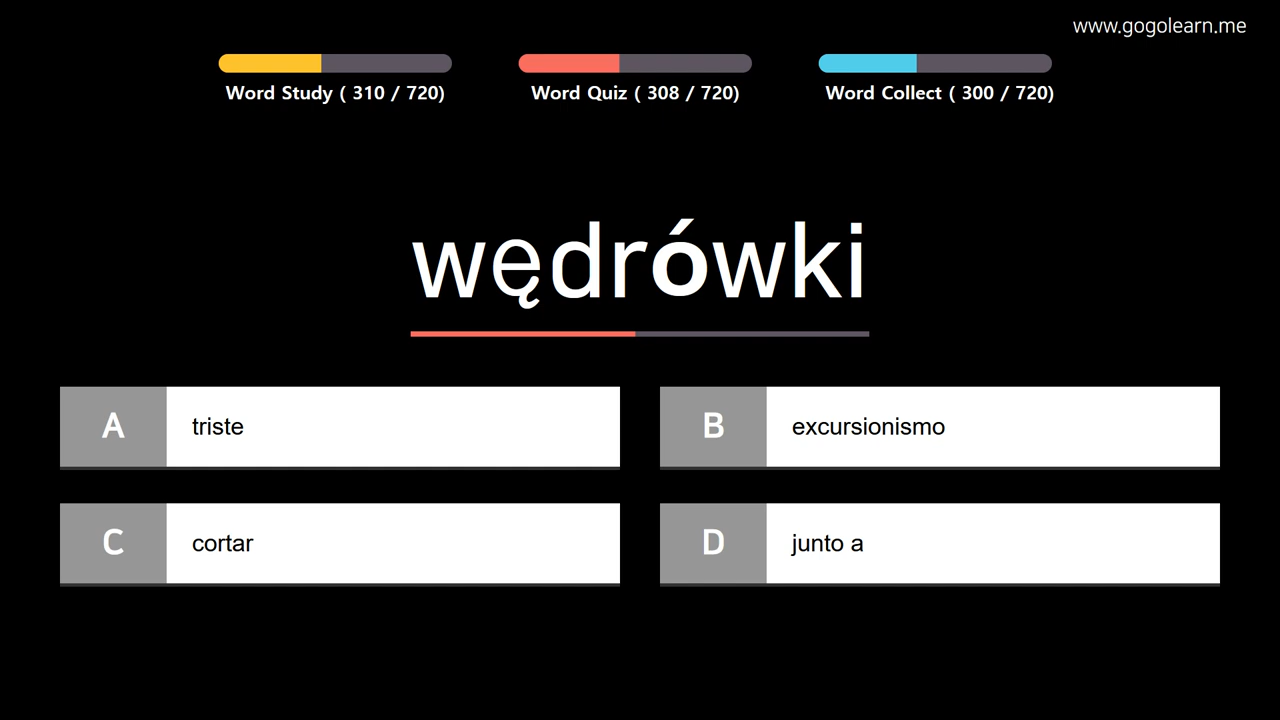 www.gogolearn.me
Word Study ( 310 / 720)
Word Quiz ( 308 / 720)
Word Collect ( 300 / 720)
wędrówki
A triste
B excursionismo
C cortar
D junto a